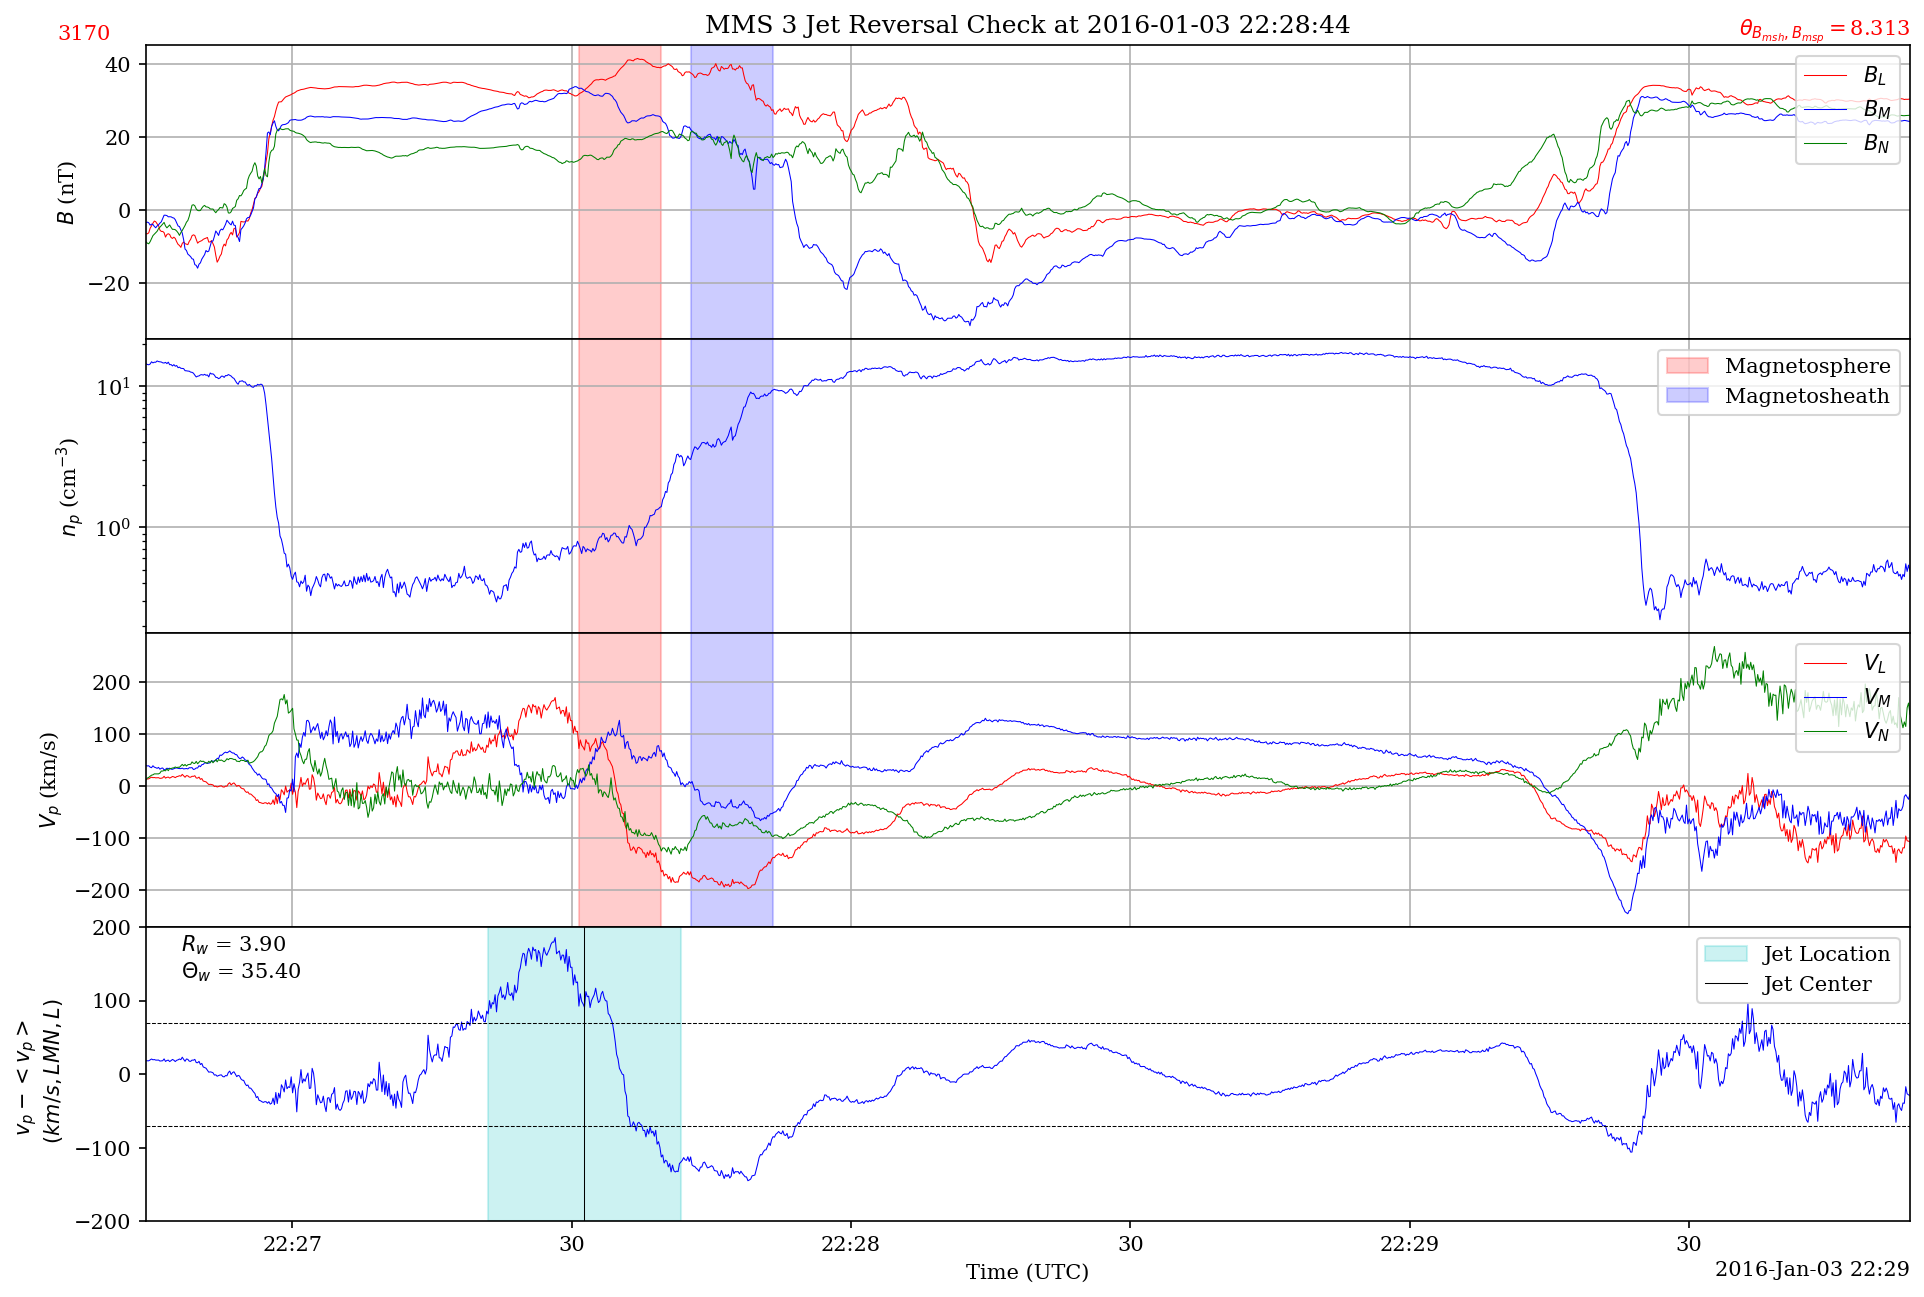 3170
MMS 3 Jet Reversal Check at 2016-01-03 22:28:44
θ_{B_{msh}, B_{msp}} = 8.313
40
20
0
−20
B (nT)
B_L
B_M
B_N
10^1
10^0
n_p (cm^{−3})
Magnetosphere
Magnetosheath
200
100
0
−100
−200
V_p (km/s)
V_L
V_M
V_N
200
100
0
−100
−200
v_p − < v_p >
(km/s, LMN, L)
R_w = 3.90
Θ_w = 35.40
Jet Location
Jet Center
22:27
30
22:28
30
22:29
30
Time (UTC)
2016-Jan-03 22:29